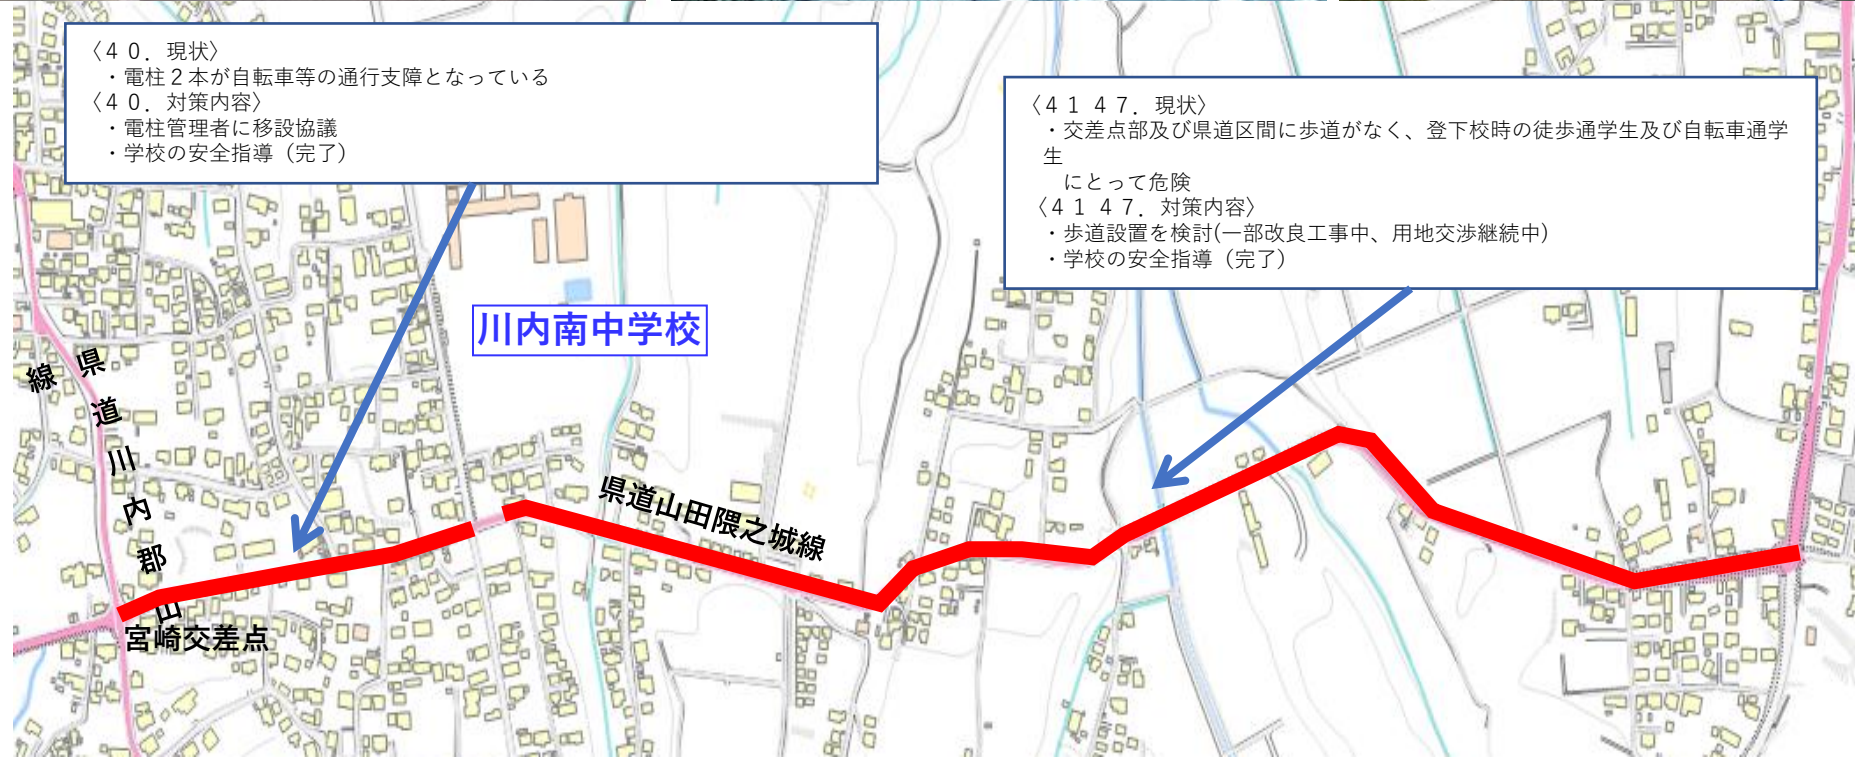 〈４０．現状〉
・電柱２本が自転車等の通行支障となっている
〈４０．対策内容〉
・電柱管理者に移設協議
・学校の安全指導（完了）
〈４１４７．現状〉
・交差点部及び県道区間に歩道がなく、登下校時の徒歩通学生及び自転車通学
生
にとって危険
〈４１４７．対策内容〉
・歩道設置を検討(一部改良工事中、用地交渉継続中)
・学校の安全指導（完了）
川内南中学校
県道川内郡山線
県道山田隈之城線
宮崎交差点